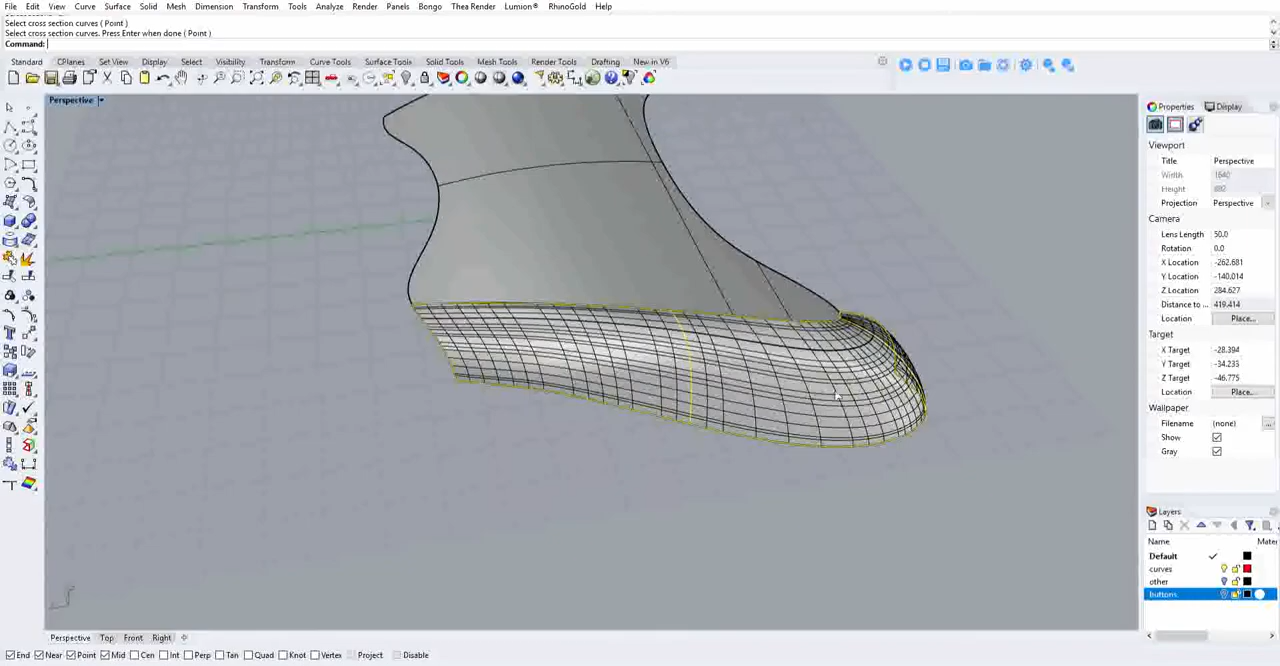 File Edit View Curve Surface Solid Mesh Dimension Transform Tools Analyze Render Panels Bongo Thea Render Lumion® RhinoGold Help
Select cross section curves ( Point )
Select cross section curves. Press Enter when done ( Point )
Command:
Standard CPlanes Set View Display Select Visibility Transform Curve Tools Surface Tools Solid Tools Mesh Tools Render Tools Drafting New in V6
Perspective
Properties Display
Viewport
Title Perspective
Width 1640
Height
Projection Perspective
Camera
Lens Length 50.0
Rotation 0.0
X Location -262.681
Y Location -140.014
Z Location 284.627
Distance to ... 419.414
Location Place...
Target
X Target -28.394
Y Target -34.233
Z Target -46.775
Location Place...
Wallpaper
Filename (none) ...
Show
Gray
Layers
Name Mater
Default
curves
other
buttons
Perspective Top Front Right
End Near Point Mid Cen Int Perp Tan Quad Knot Vertex Project Disable